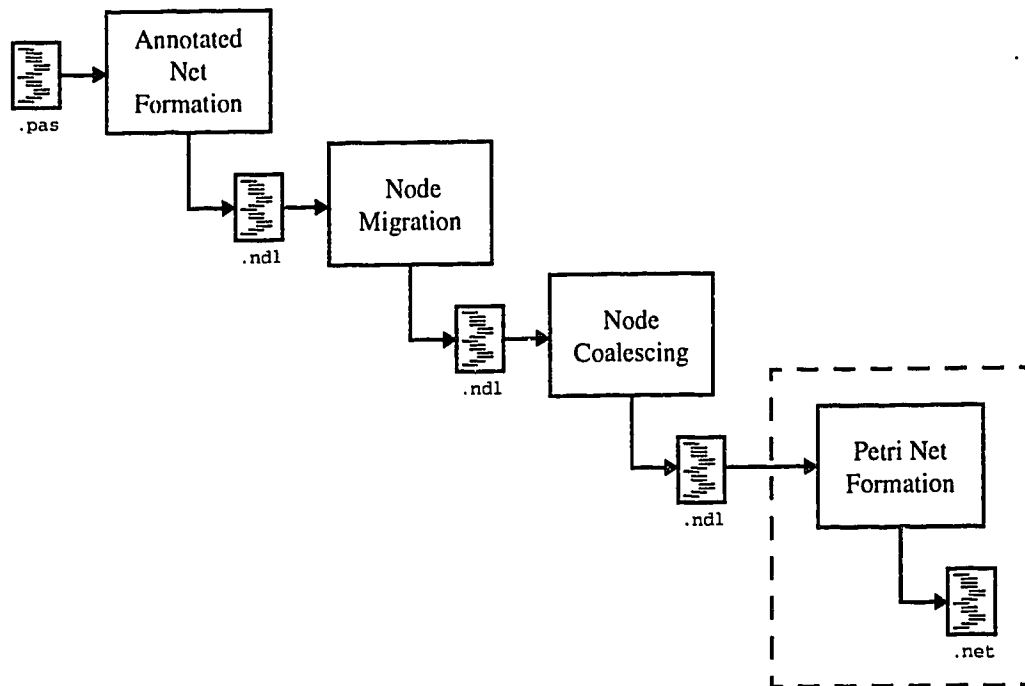 Annotated
Net
Formation
.pas
Node
Migration
.ndl
Node
Coalescing
.ndl
Petri Net
Formation
.ndl
.net